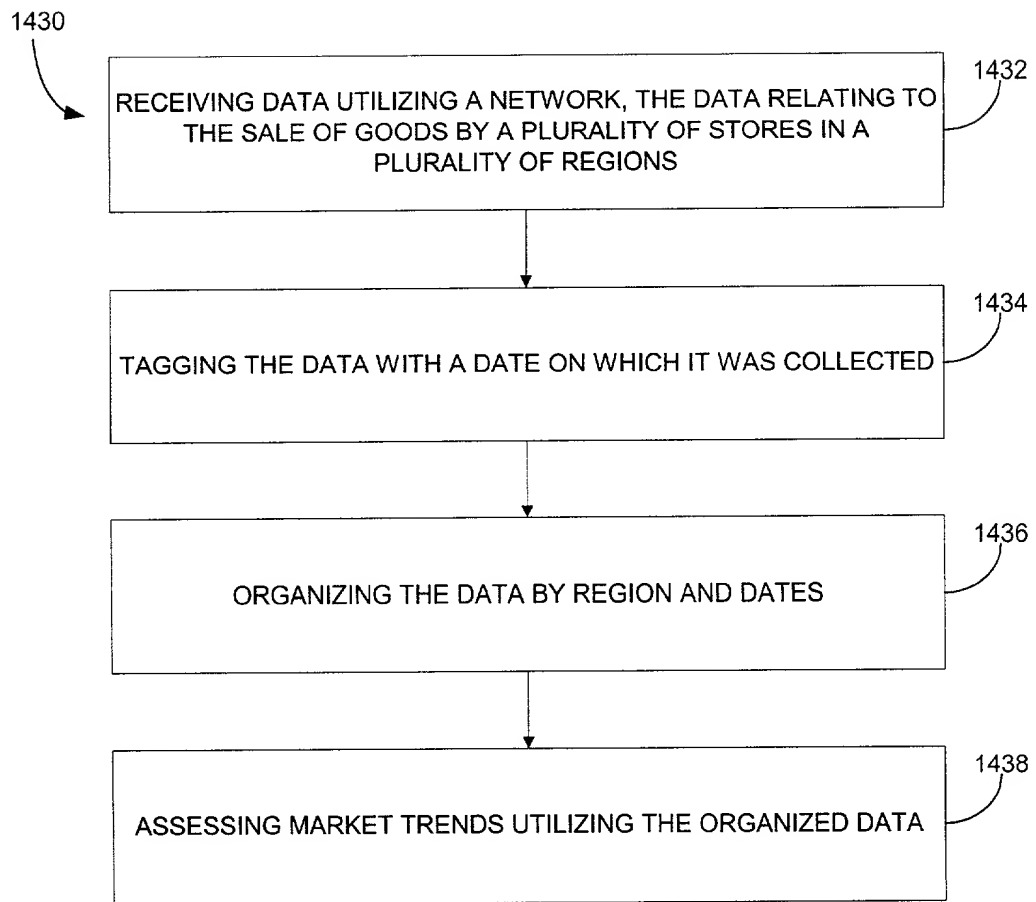 1430
1432
RECEIVING DATA UTILIZING A NETWORK, THE DATA RELATING TO
THE SALE OF GOODS BY A PLURALITY OF STORES IN A
PLURALITY OF REGIONS
1434
TAGGING THE DATA WITH A DATE ON WHICH IT WAS COLLECTED
1436
ORGANIZING THE DATA BY REGION AND DATES
1438
ASSESSING MARKET TRENDS UTILIZING THE ORGANIZED DATA